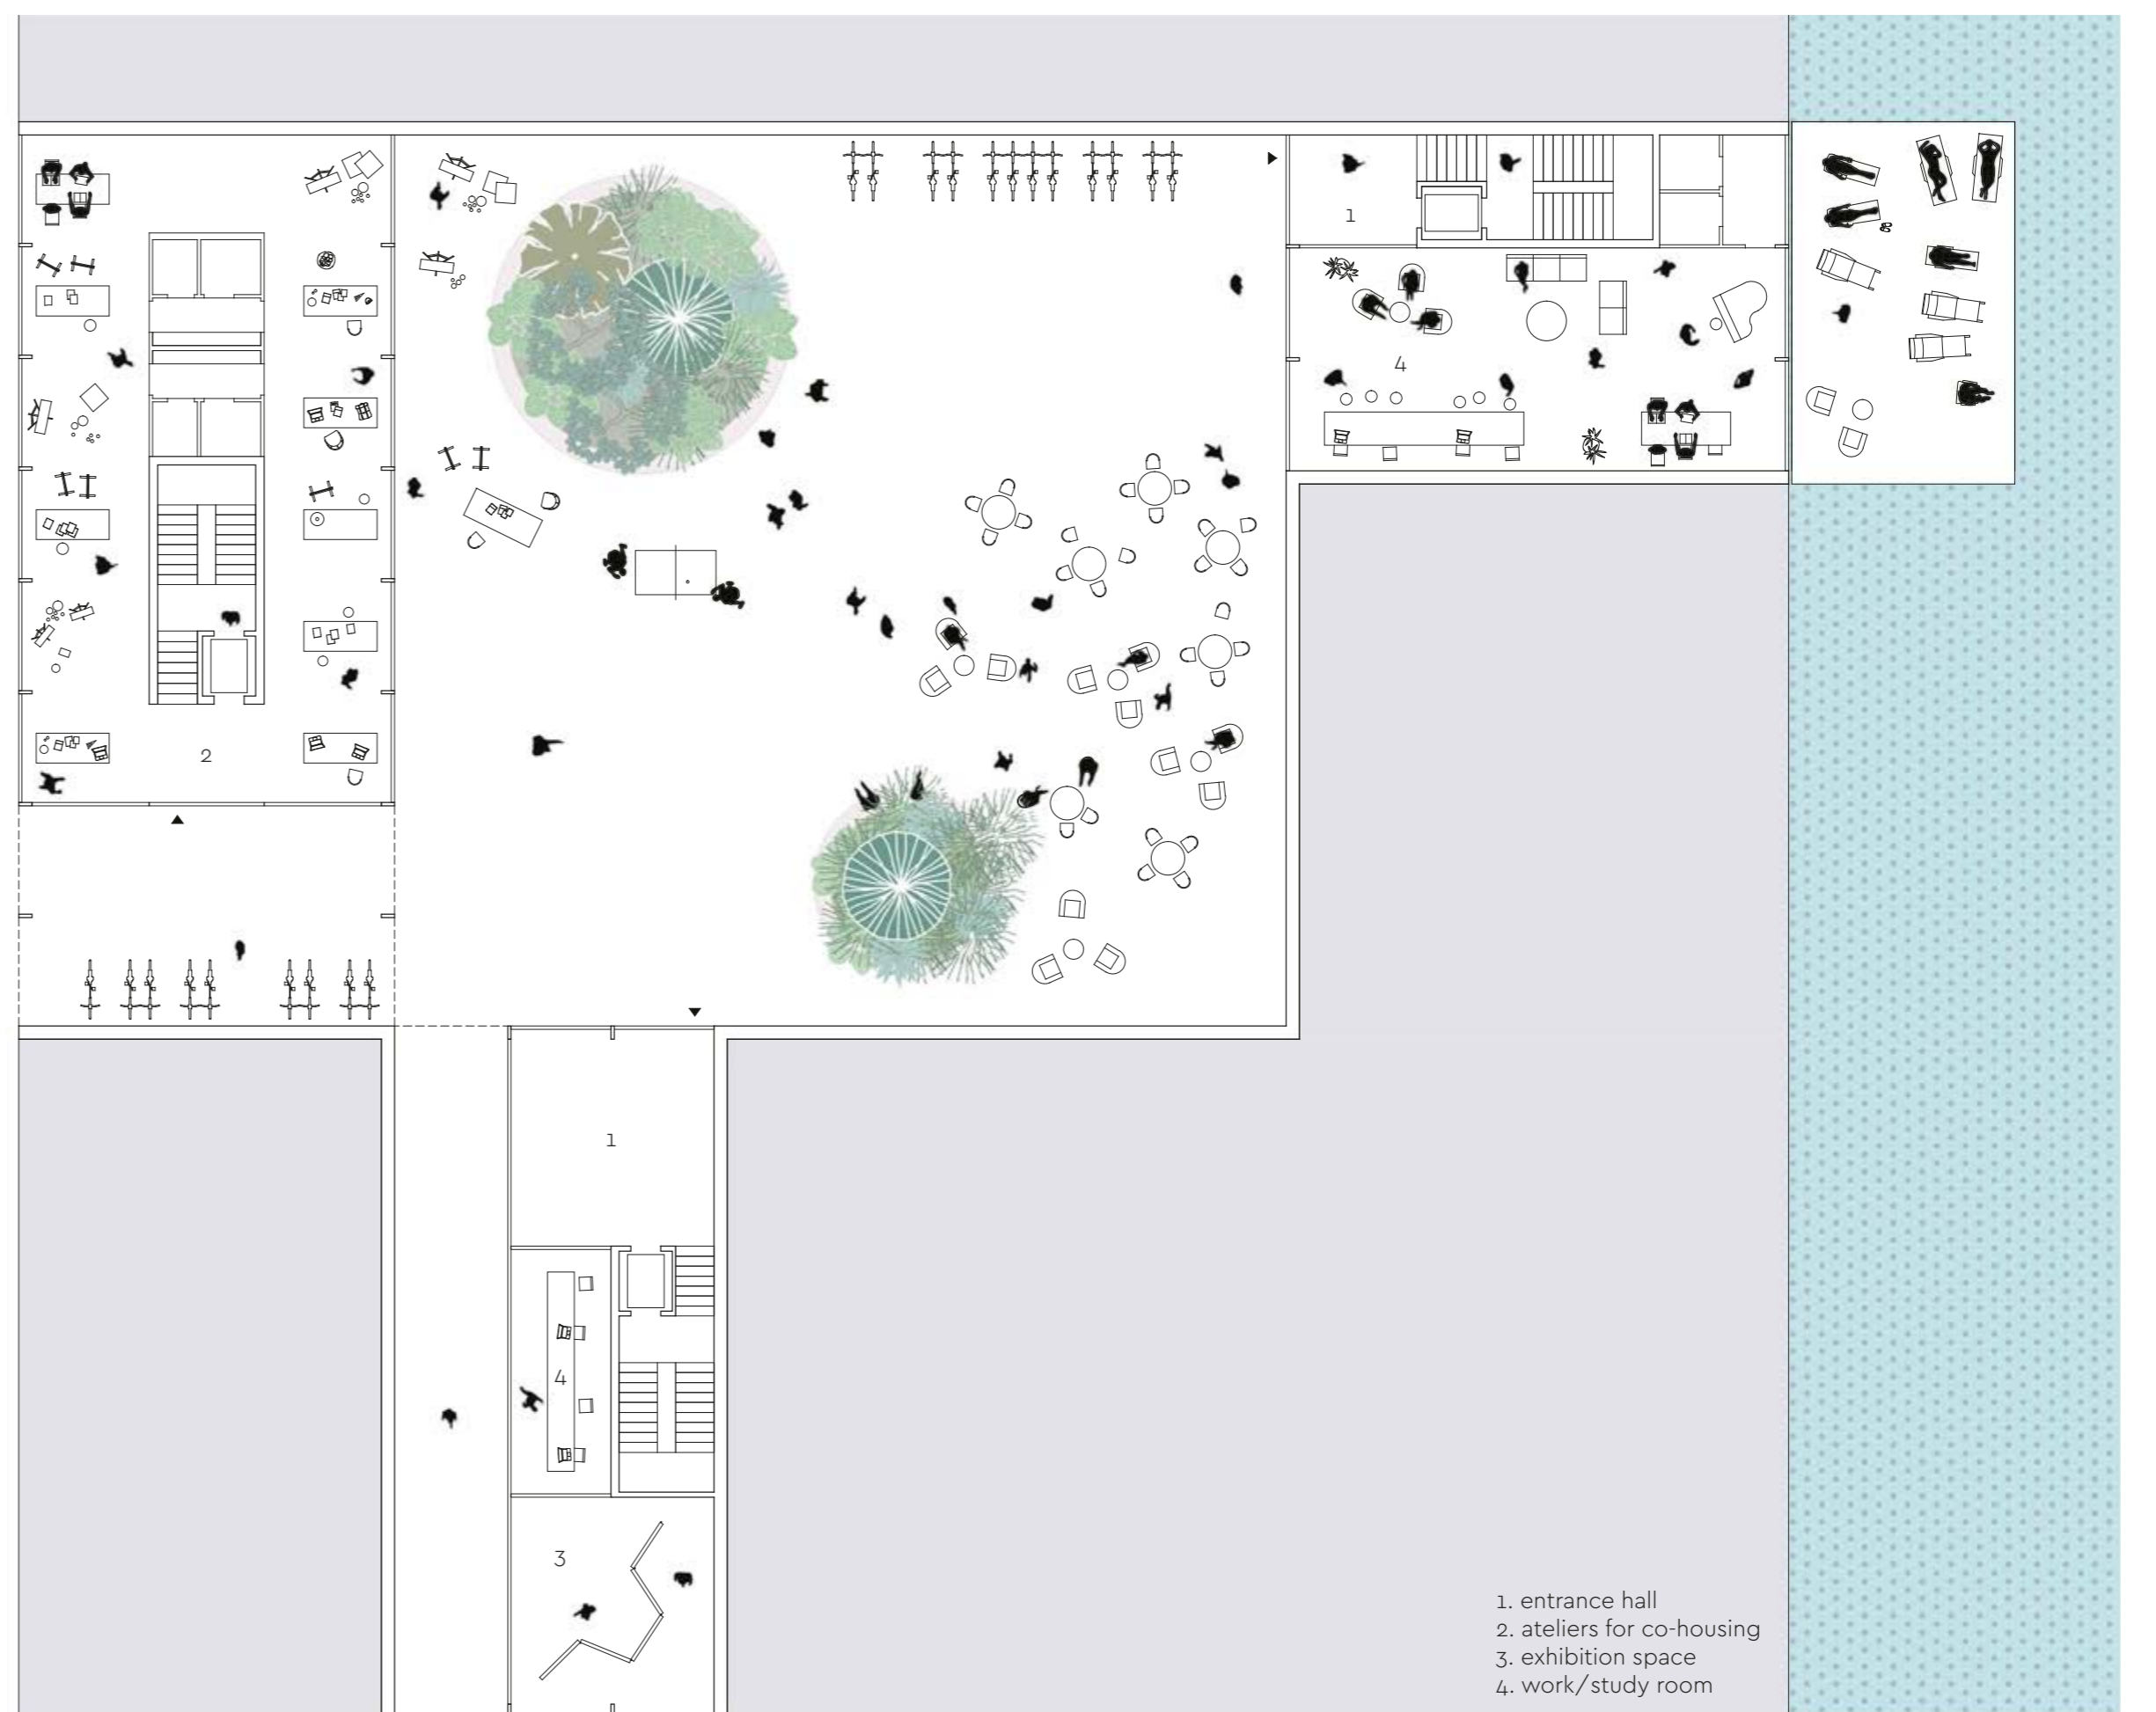 1
4
2
1
4
3
1. entrance hall
2. ateliers for co-housing
3. exhibition space
4. work/study room